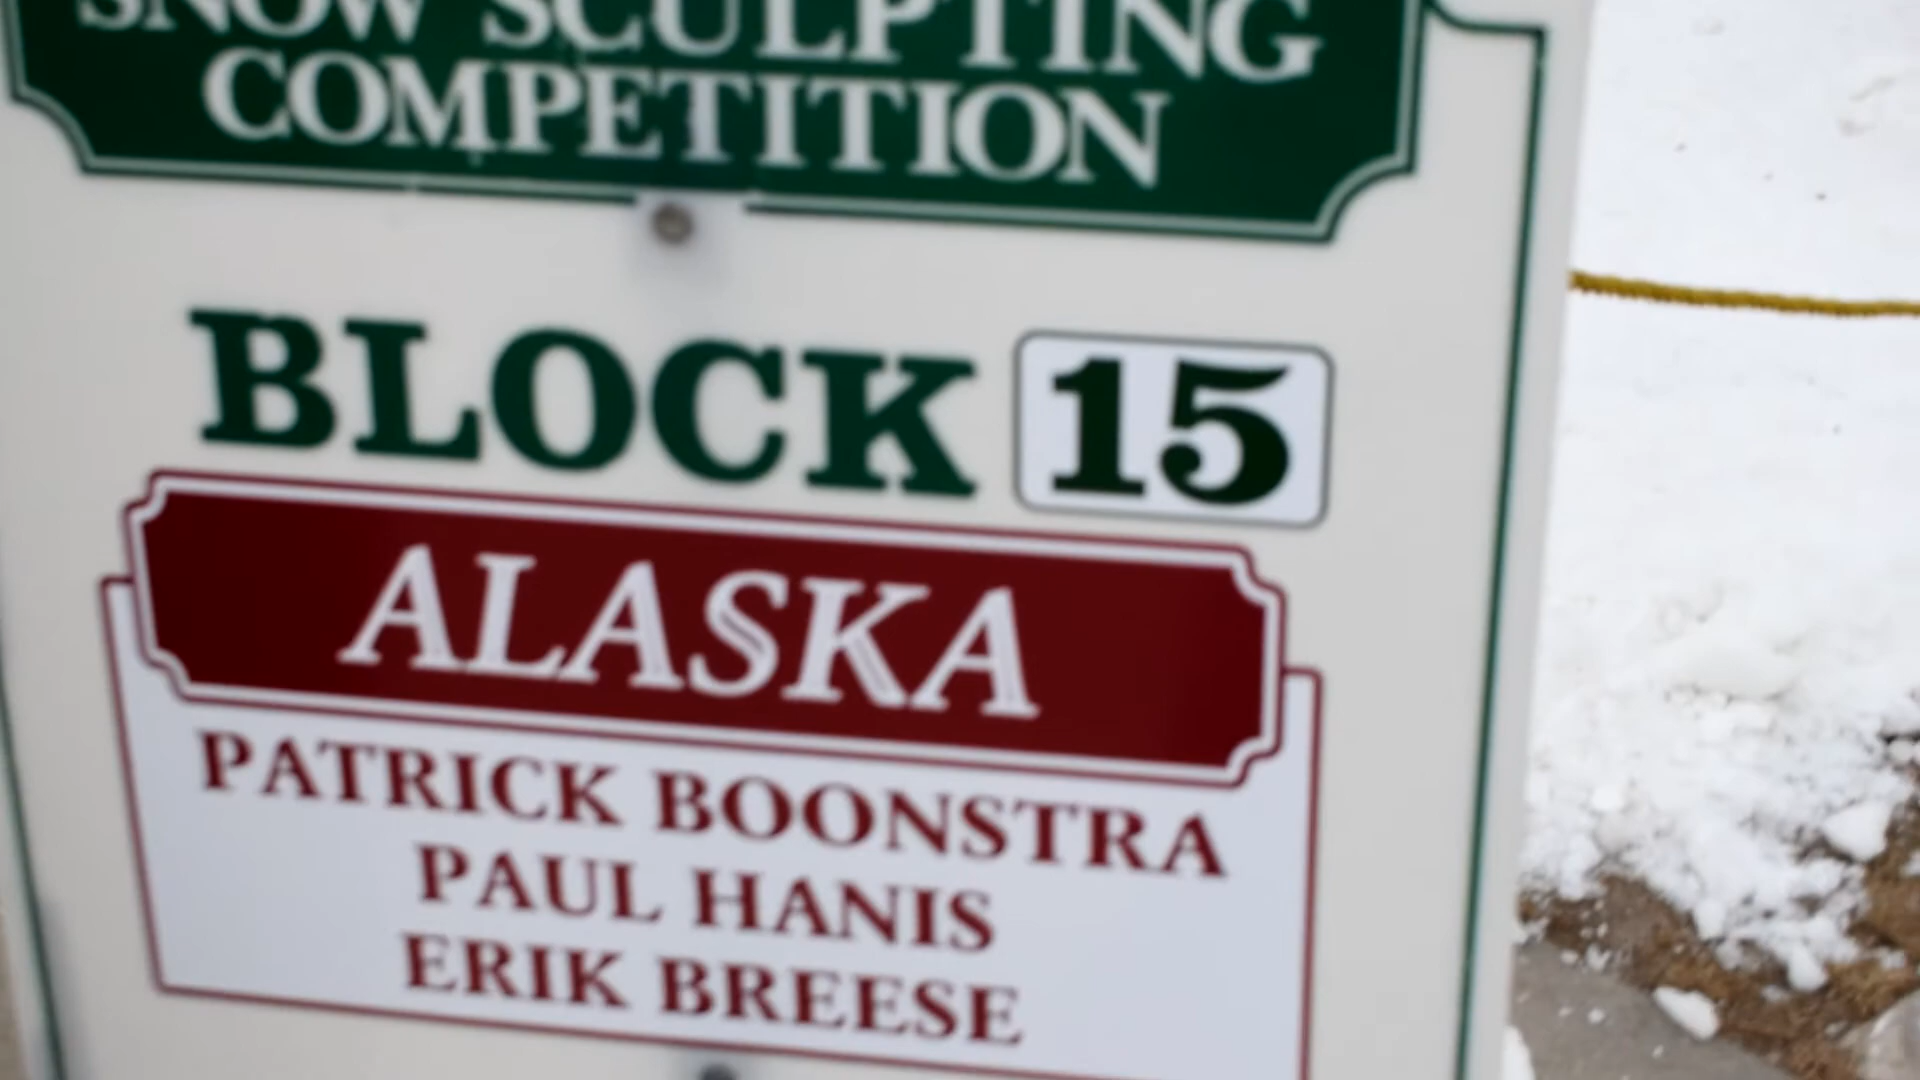 SNOW SCULPTING
COMPETITION
BLOCK 15
ALASKA
PATRICK BOONSTRA
PAUL HANIS
ERIK BREESE